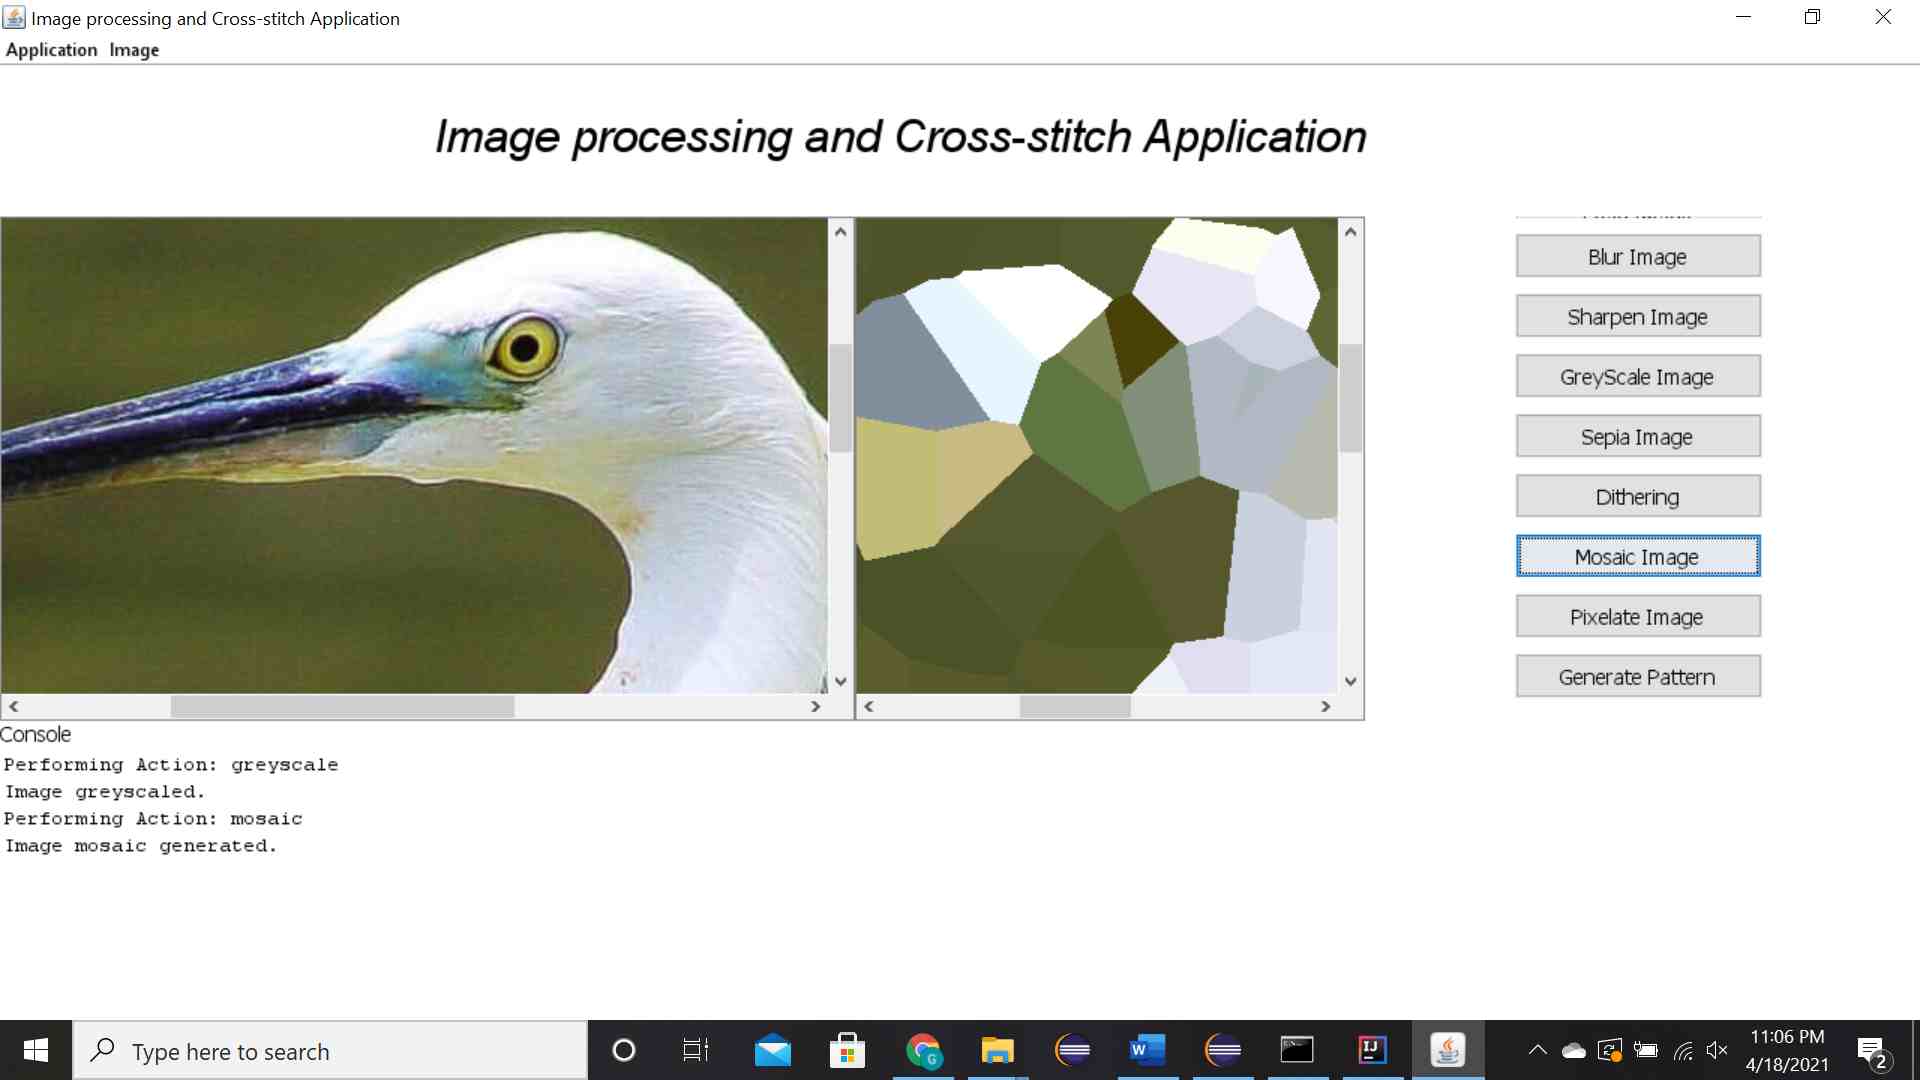 Image processing and Cross-stitch Application
Application Image
Image processing and Cross-stitch Application
Blur Image
Sharpen Image
GreyScale Image
Sepia Image
Dithering
Mosaic Image
Pixelate Image
Generate Pattern
Console
Performing Action: greyscale
Image greyscaled.
Performing Action: mosaic
Image mosaic generated.
Type here to search
G
W
IJ
11:06 PM
4/18/2021
2